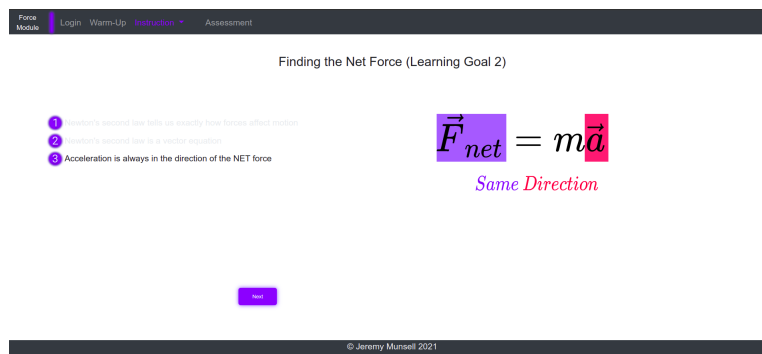 Force
Module
Login Warm-Up Instruction Assessment
Finding the Net Force (Learning Goal 2)
1 Newton's second law tells us exactly how forces affect motion
2 Newton's second law is a vector equation
3 Acceleration is always in the direction of the NET force
F⃗_net = ma⃗
Same Direction
Next
© Jeremy Munsell 2021